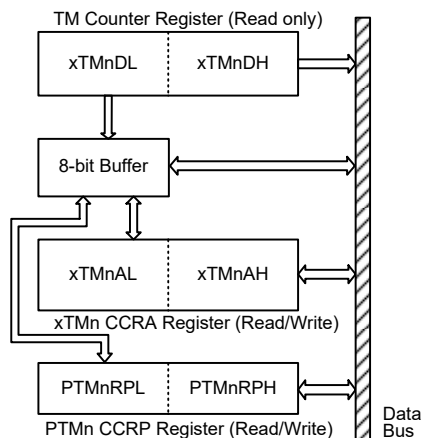 TM Counter Register (Read only)
xTMnDL xTMnDH
8-bit Buffer
xTMnAL xTMnAH
xTMn CCRA Register (Read/Write)
PTMnRPL PTMnRPH
PTMn CCRP Register (Read/Write)
Data
Bus